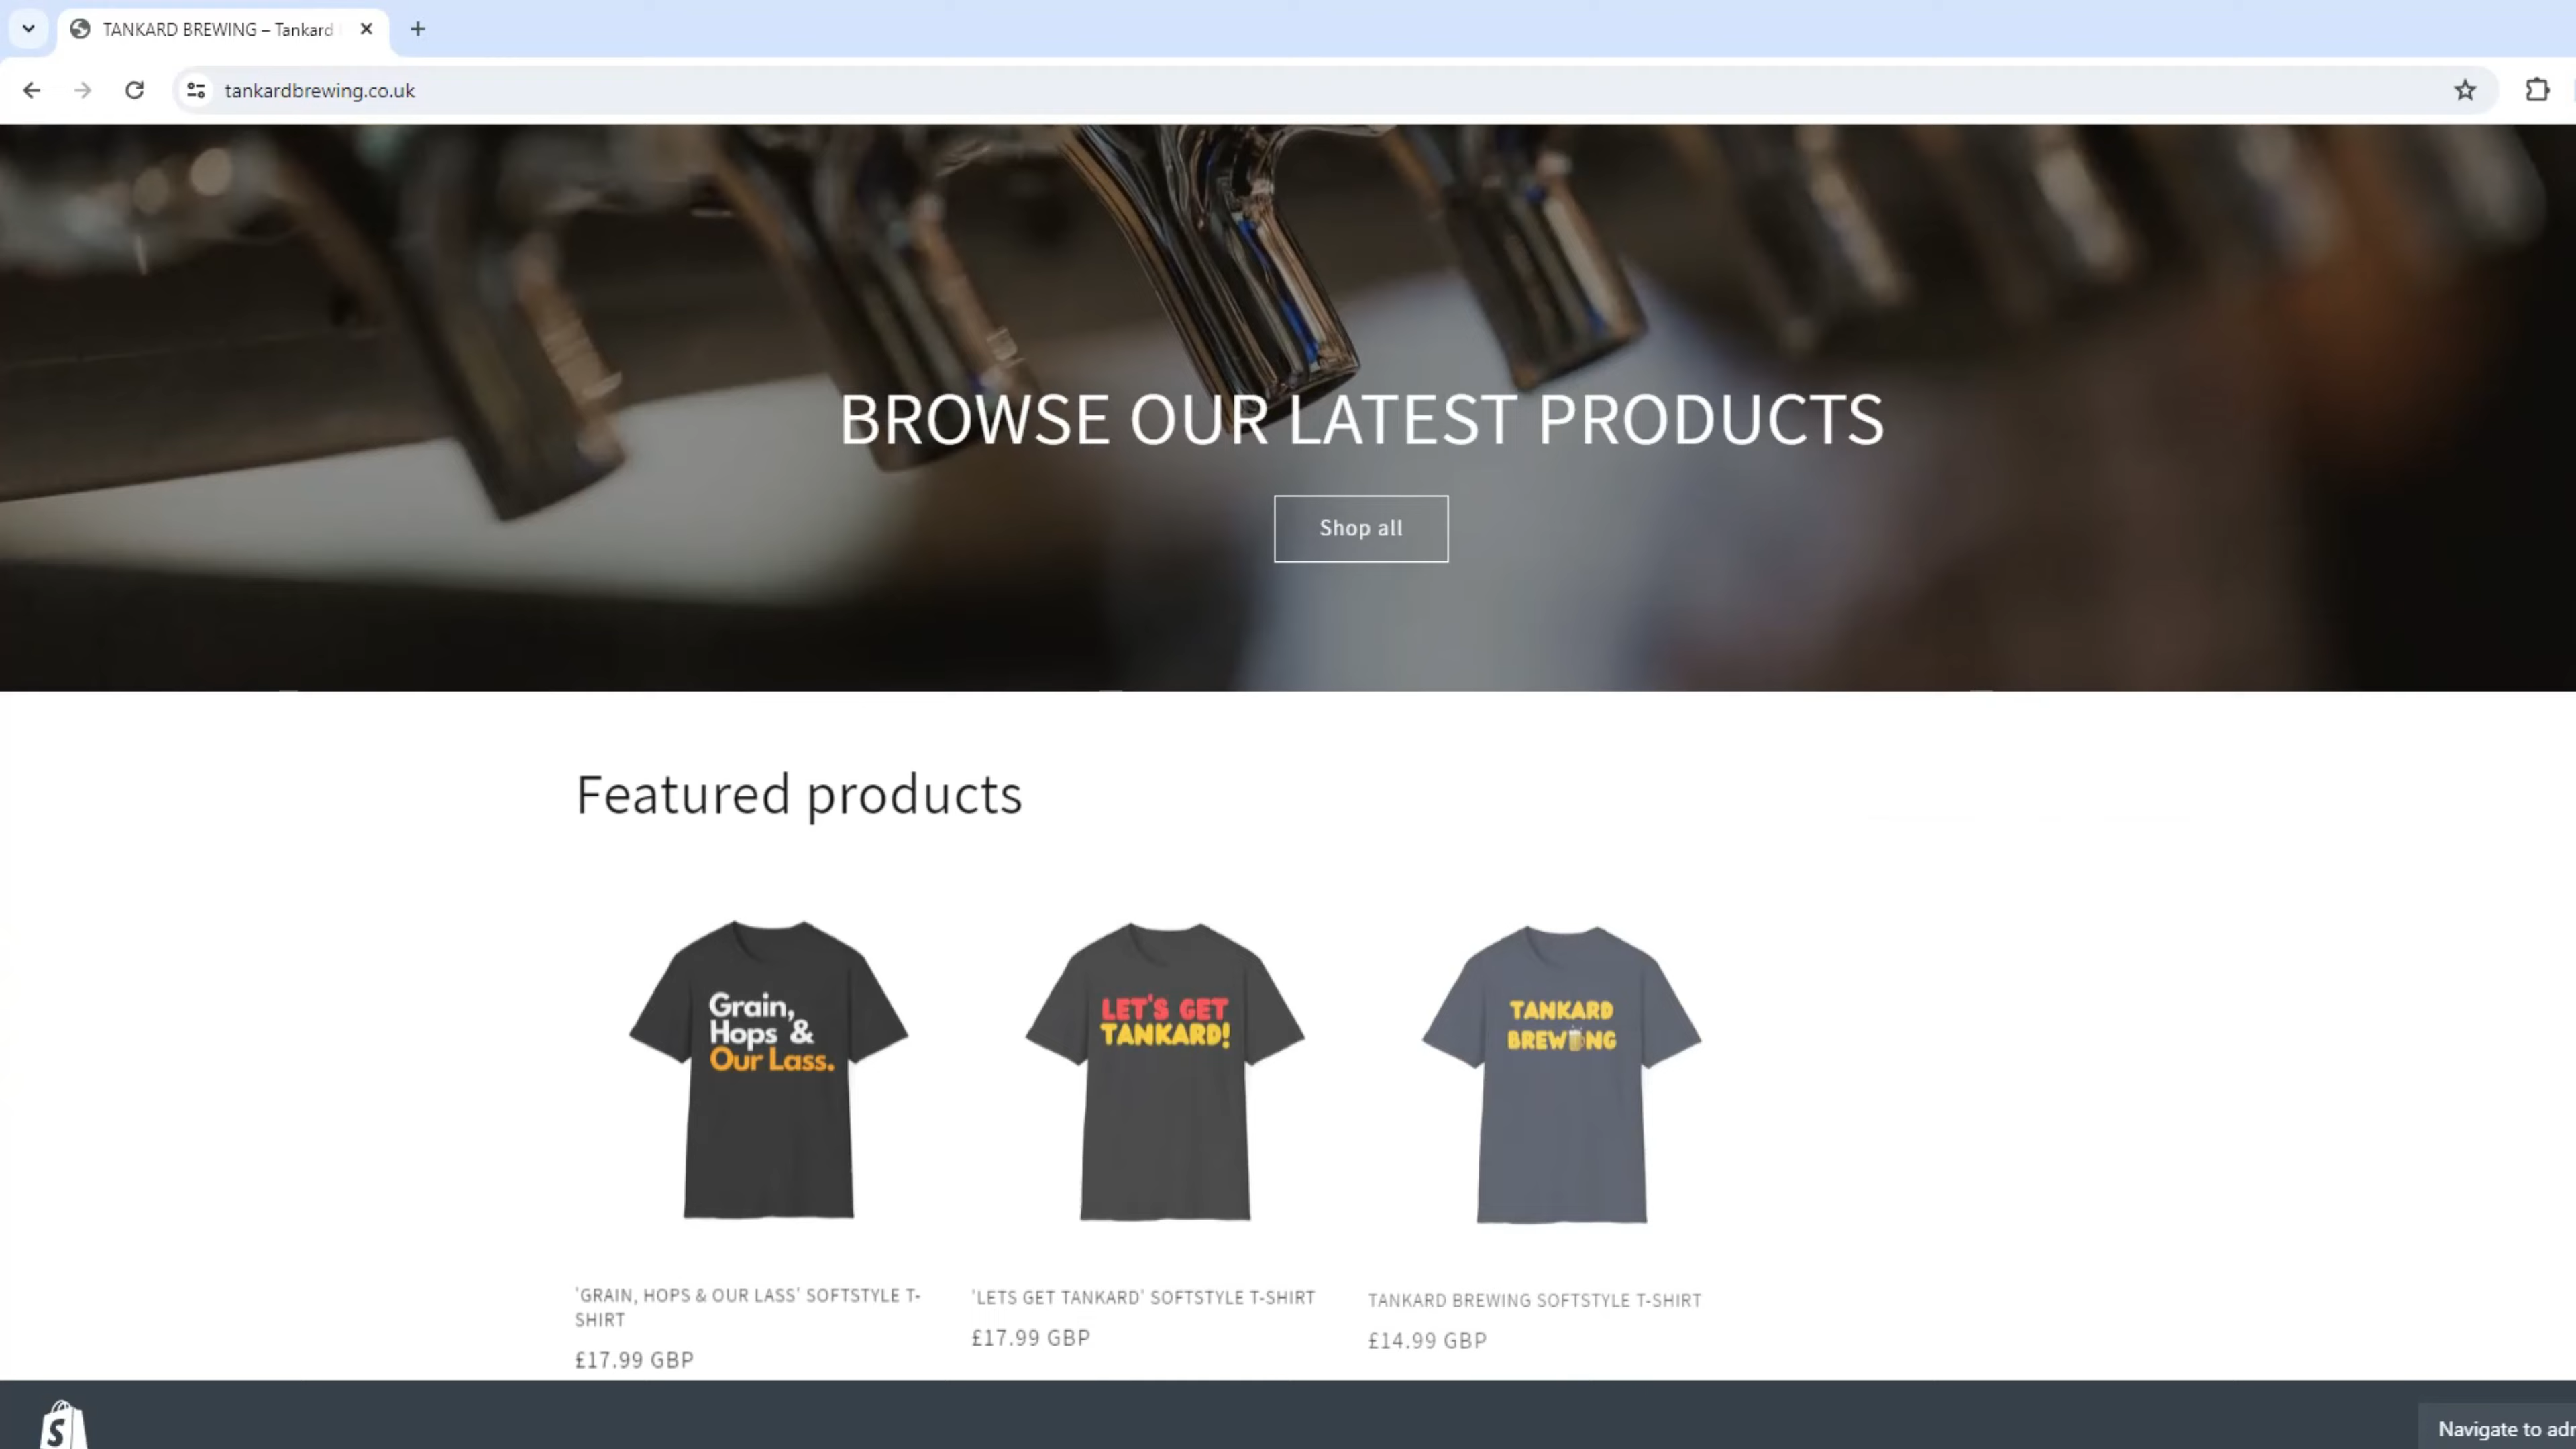 TANKARD BREWING – Tankard
tankardbrewing.co.uk
BROWSE OUR LATEST PRODUCTS
Shop all
Featured products
Grain,
Hops &
Our Lass.
LET'S GET
TANKARD!
TANKARD
BREWNG
'GRAIN, HOPS & OUR LASS' SOFTSTYLE T-
SHIRT
£17.99 GBP
'LETS GET TANKARD' SOFTSTYLE T-SHIRT
£17.99 GBP
TANKARD BREWING SOFTSTYLE T-SHIRT
£14.99 GBP
S
Navigate to adr